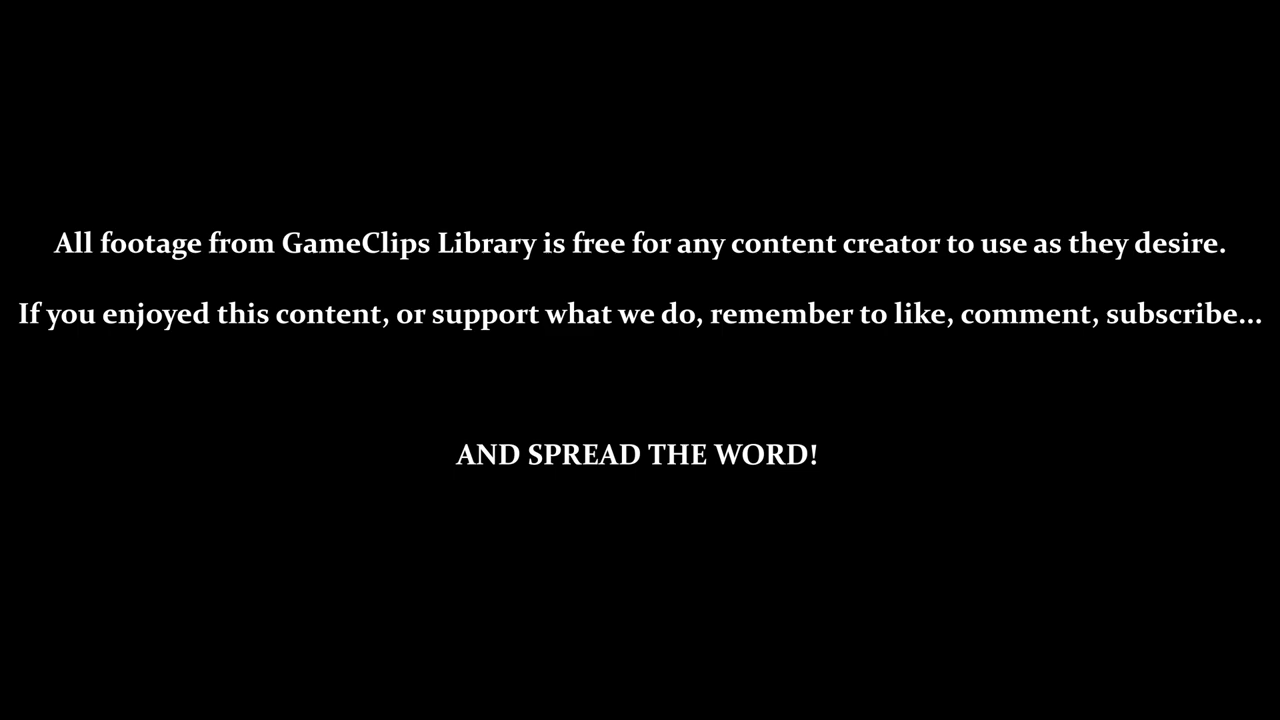 All footage from GameClips Library is free for any content creator to use as they desire.
If you enjoyed this content, or support what we do, remember to like, comment, subscribe...
AND SPREAD THE WORD!